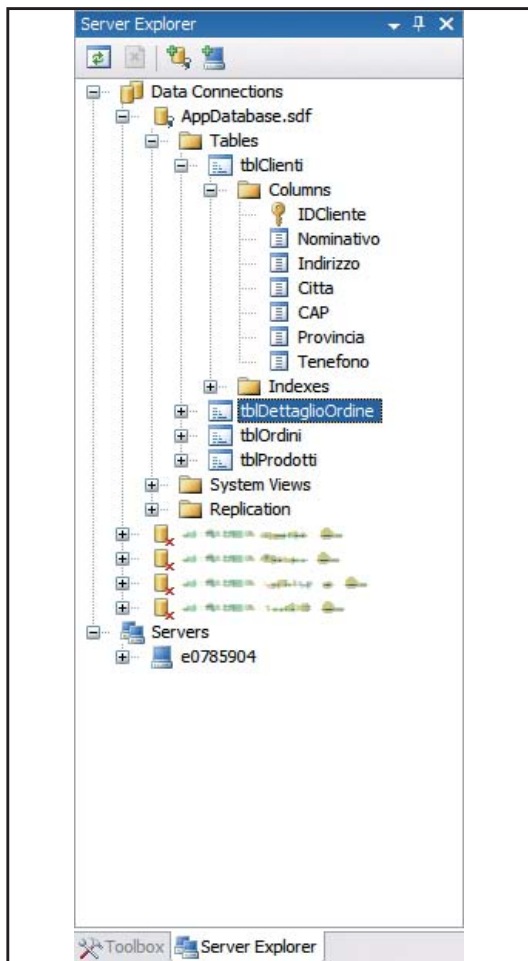 Server Explorer
Data Connections
AppDatabase.sdf
Tables
tblClienti
Columns
IDCliente
Nominativo
Indirizzo
Citta
CAP
Provincia
Tenefono
Indexes
tblDettaglioOrdine
tblOrdini
tblProdotti
System Views
Replication
Servers
e0785904
Toolbox
Server Explorer